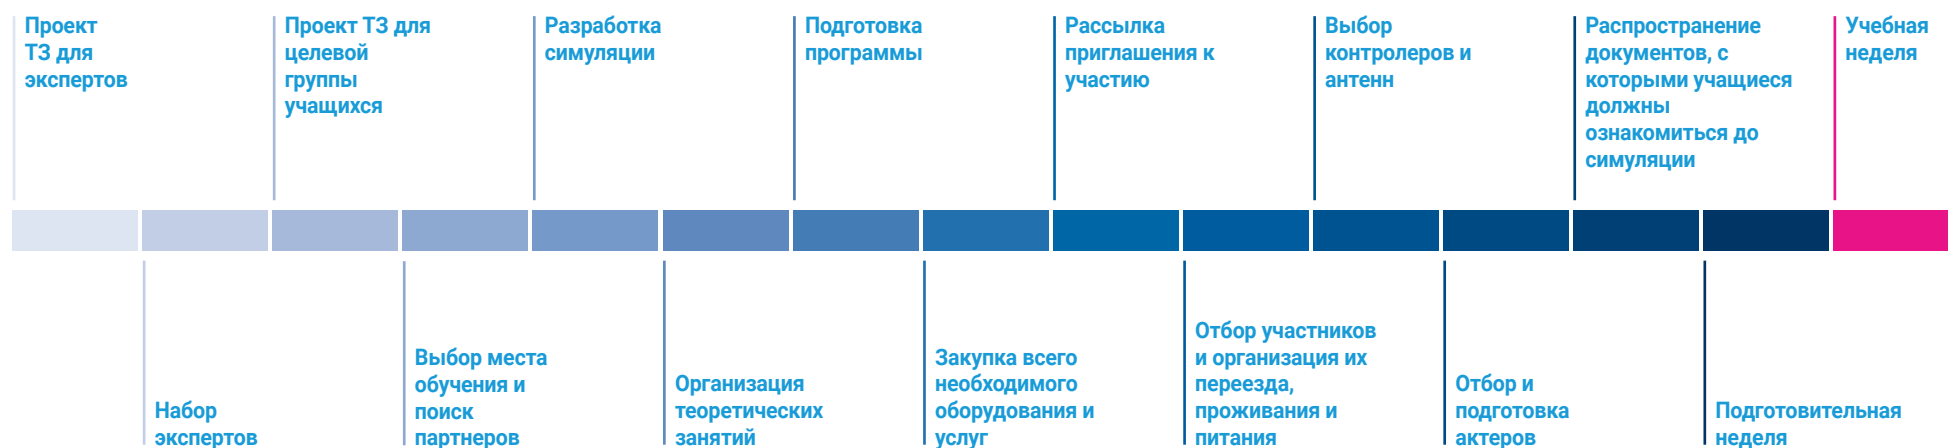 Проект
ТЗ для
экспертов
Проект ТЗ для
целевой
группы
учащихся
Разработка
симуляции
Подготовка
программы
Рассылка
приглашения к
участию
Выбор
контролеров и
антенн
Распространение
документов, с
которыми учащиеся
должны
ознакомиться до
симуляции
Учебная
неделя
Набор
экспертов
Выбор места
обучения и
поиск
партнеров
Организация
теоретических
занятий
Закупка всего
необходимого
оборудования и
услуг
Отбор участников
и организация их
переезда,
проживания и
питания
Отбор и
подготовка
актеров
Подготовительная
неделя